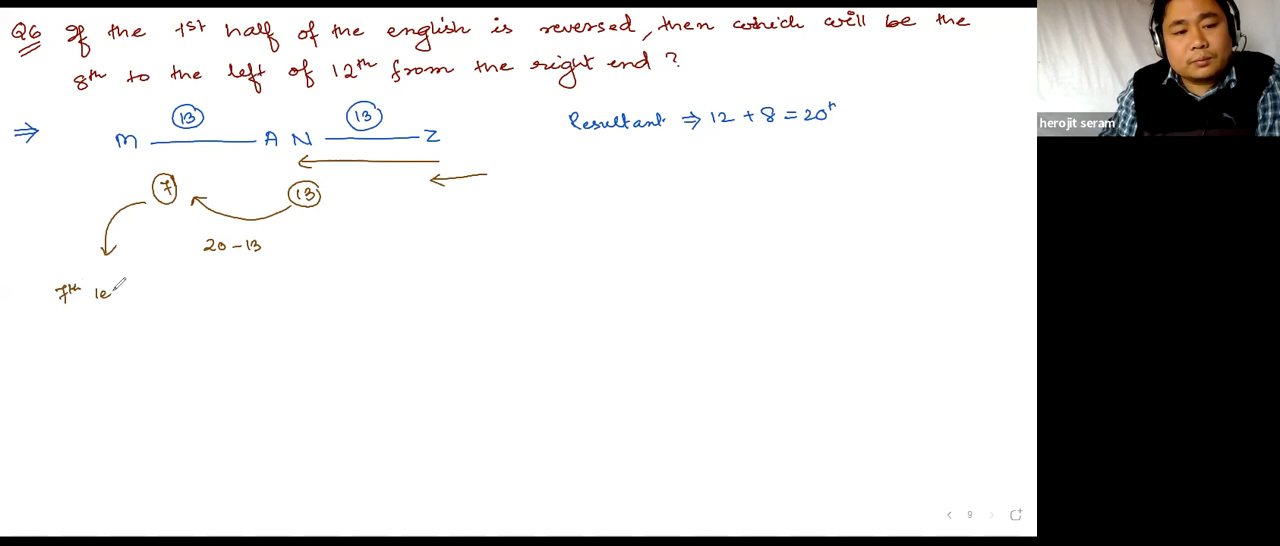 Q6 If the 1st half of the english is reversed, then which will be the
8th to the left of 12th from the right end?
⇒ M 13 A N 13 Z
Resultant ⇒ 12 + 8 = 20th
7 13
20 - 13
7th le
herojit seram
9